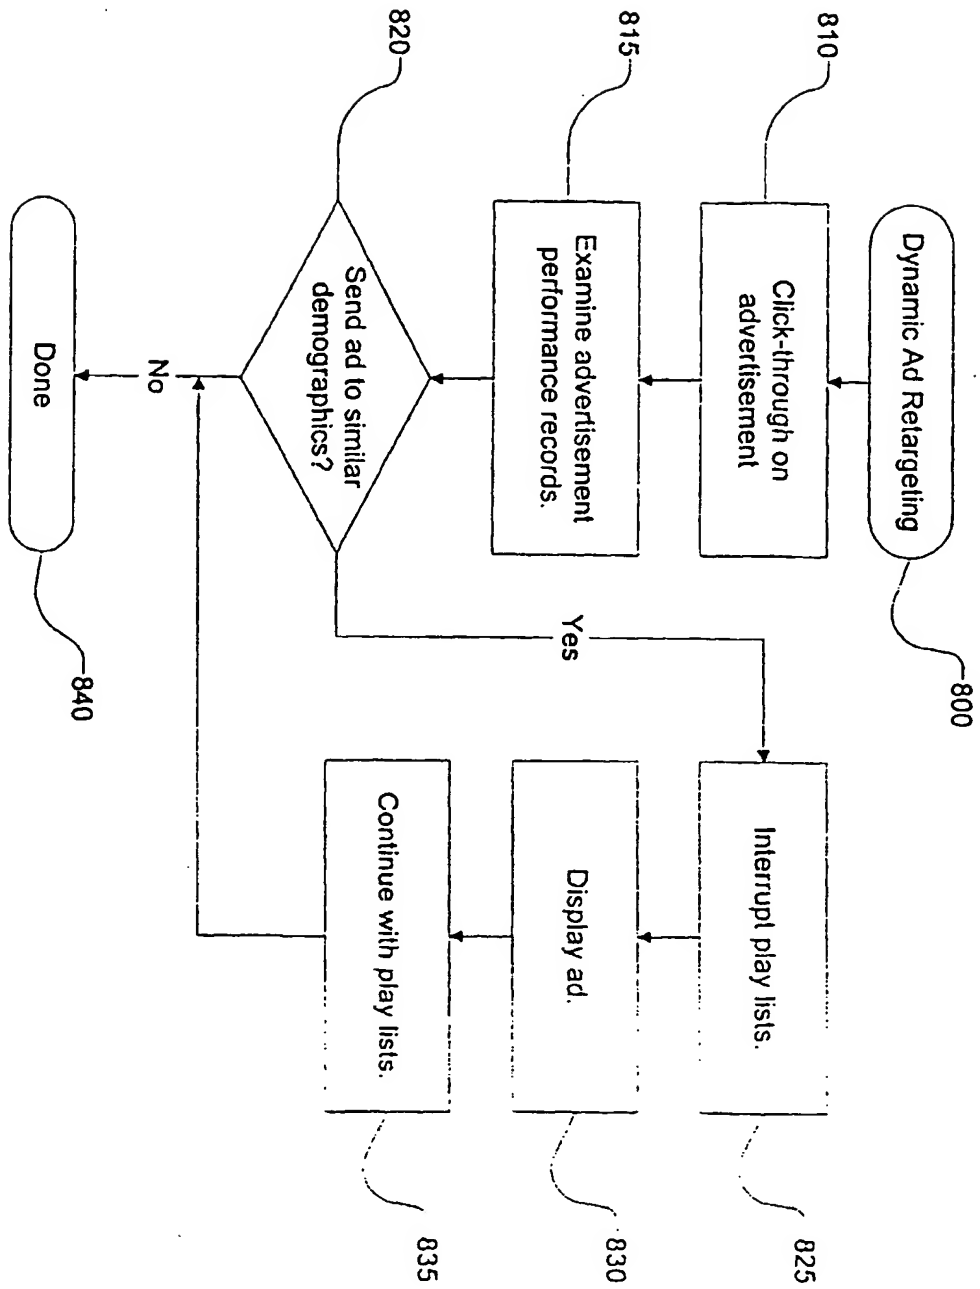 Dynamic Ad Retargeting
800
810
Click-through on
advertisement
815
Examine advertisement
performance records.
820
Send ad to similar
demographics?
Yes
No
Interrupt play lists.
825
Display ad.
830
Continue with play lists.
835
Done
840